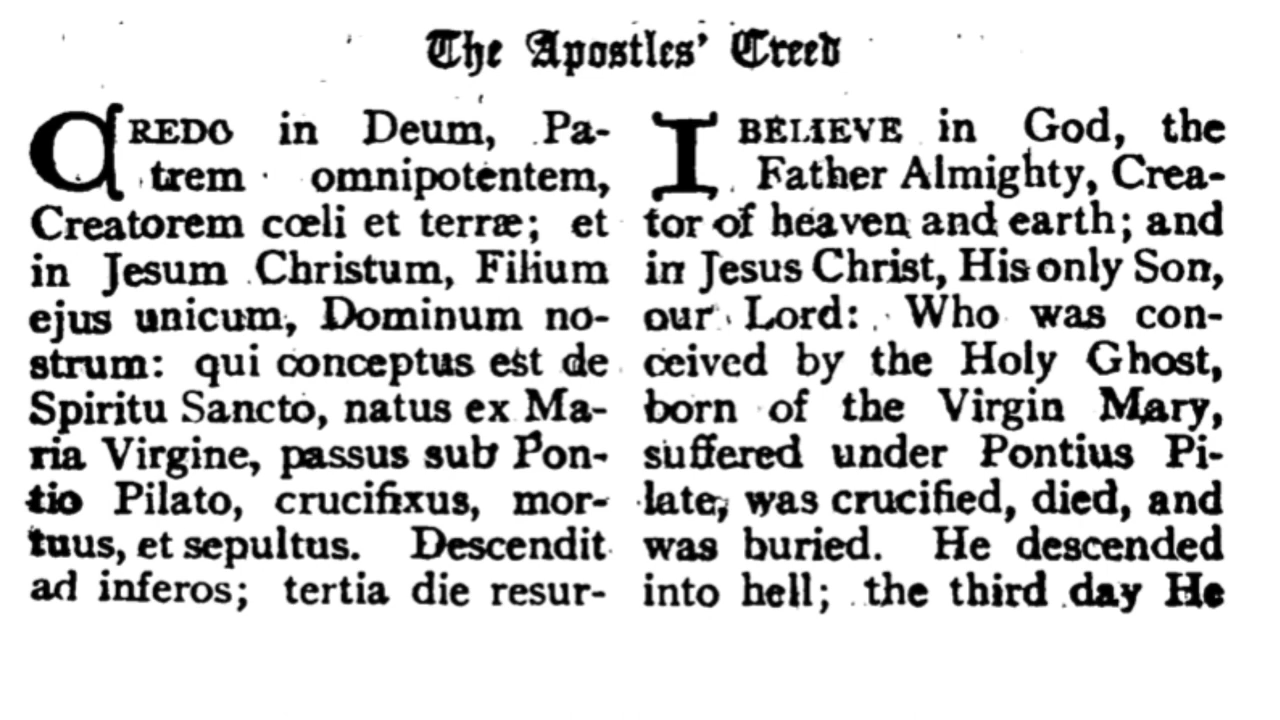 The Apostles' Creed
CREDO in Deum, Pa-
trem omnipotentem,
Creatorem cœli et terræ; et
in Jesum Christum, Filium
ejus unicum, Dominum no-
strum: qui conceptus est de
Spiritu Sancto, natus ex Ma-
ria Virgine, passus sub Pon-
tio Pilato, crucifixus, mor-
tuus, et sepultus. Descendit
ad inferos; tertia die resur-
I BELIEVE in God, the
Father Almighty, Crea-
tor of heaven and earth; and
in Jesus Christ, His only Son,
our Lord: Who was con-
ceived by the Holy Ghost,
born of the Virgin Mary,
suffered under Pontius Pi-
late, was crucified, died, and
was buried. He descended
into hell; the third day He